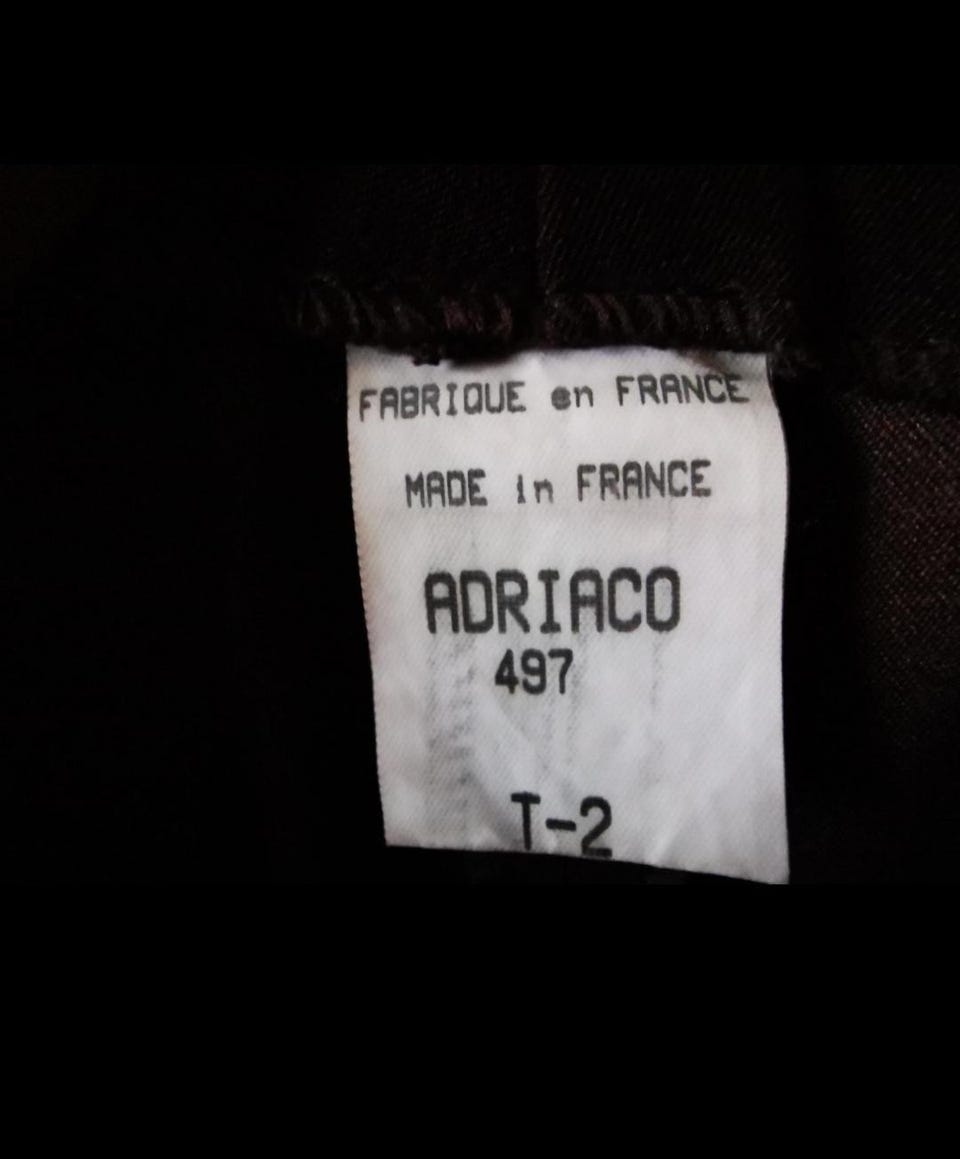 FABRIQUE en FRANCE
MADE in FRANCE
ADRIACO
497
T-2